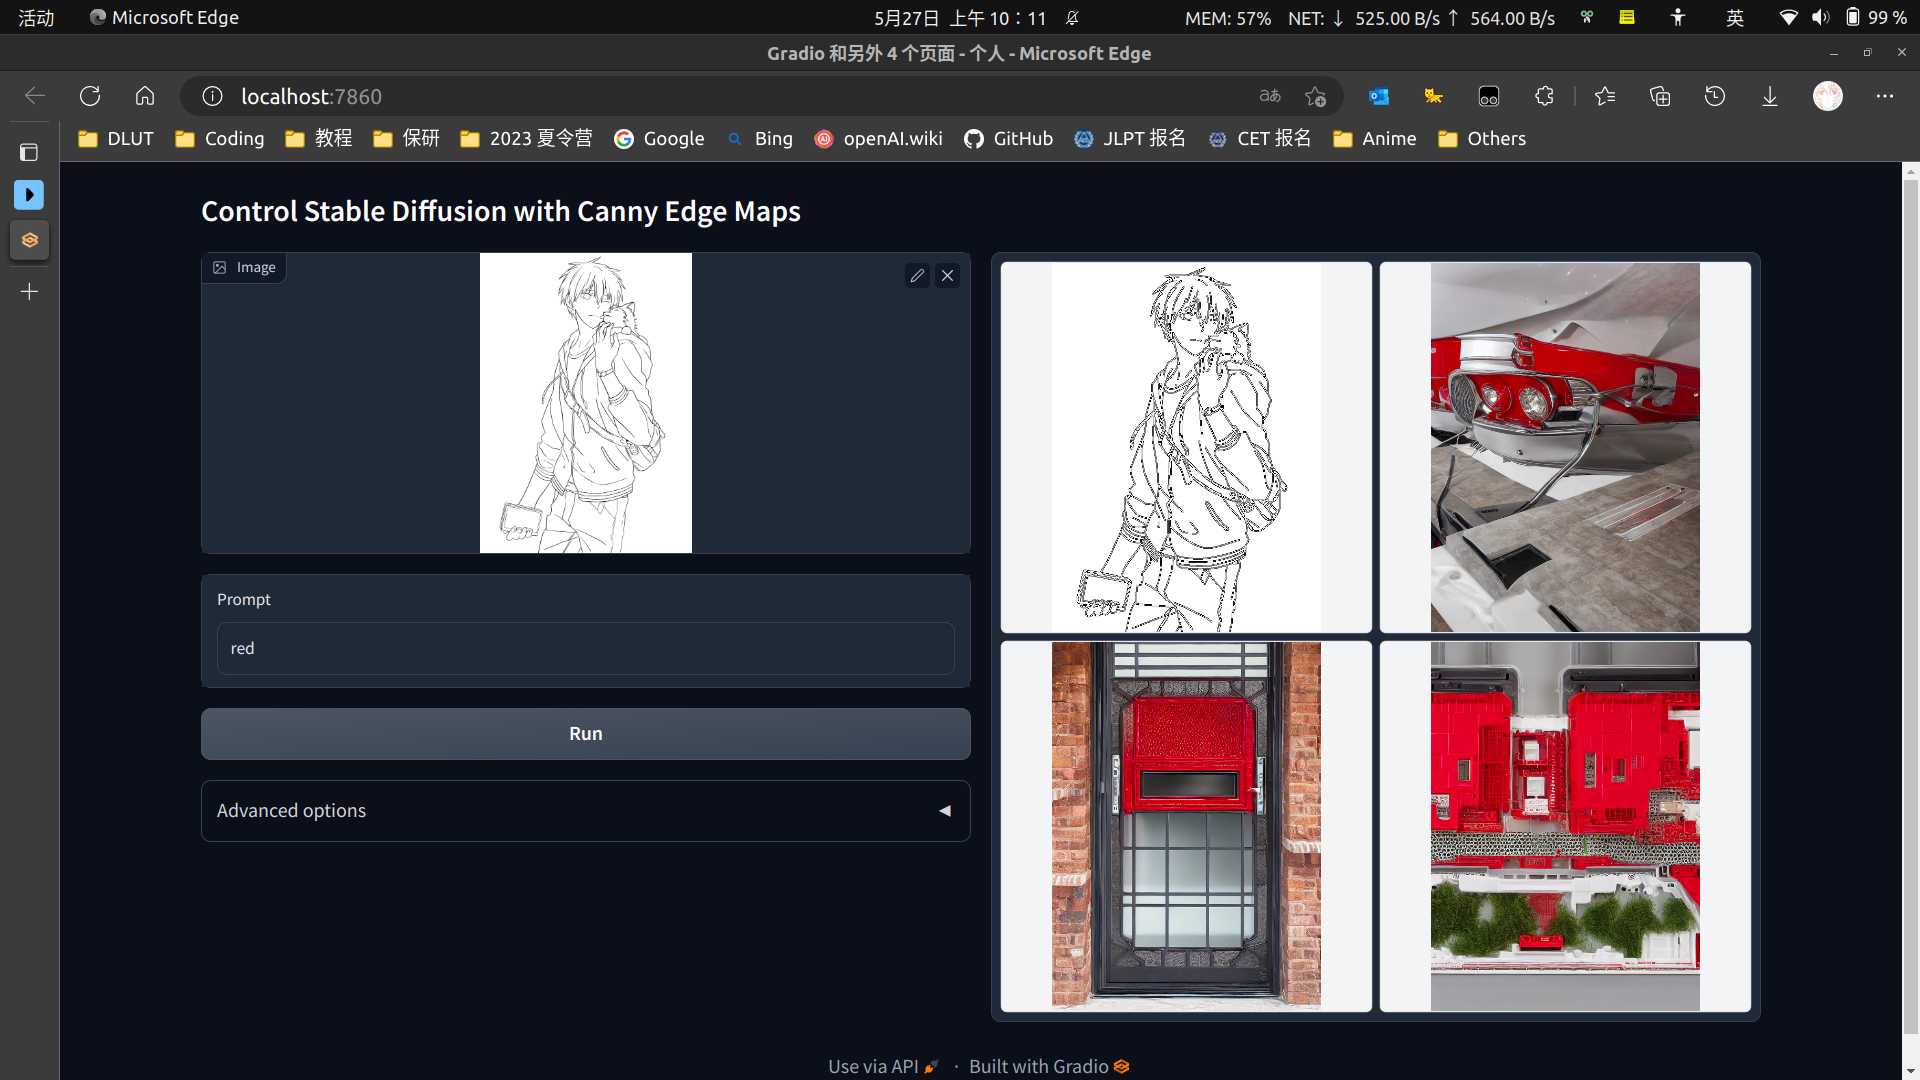 活动 Microsoft Edge 5月27日 上午 10：11 MEM: 57% NET: ↓ 525.00 B/s ↑ 564.00 B/s 英 99 %
Gradio 和另外 4 个页面 - 个人 - Microsoft Edge
localhost:7860 aあ
DLUT Coding 教程 保研 2023 夏令营 Google Bing openAI.wiki GitHub JLPT 报名 CET 报名 Anime Others
Control Stable Diffusion with Canny Edge Maps
Image
Prompt
red
Run
Advanced options
Use via API · Built with Gradio